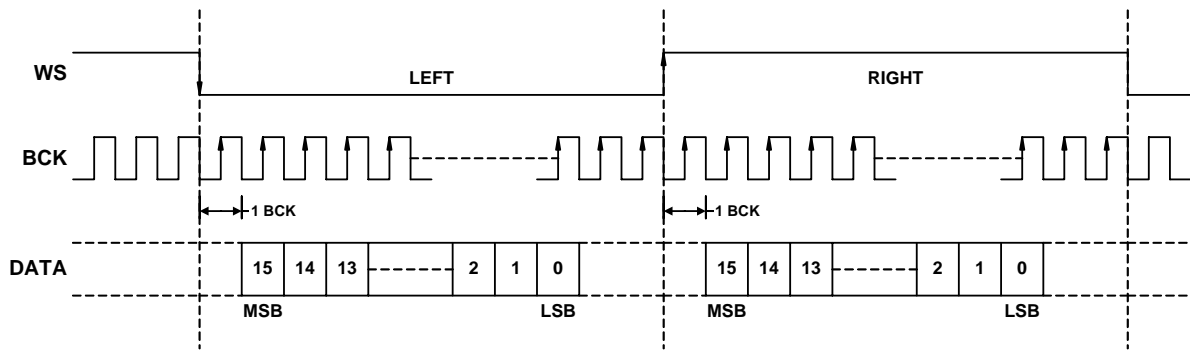 WS LEFT RIGHT
BCK
1 BCK 1 BCK
DATA 15 14 13 2 1 0 15 14 13 2 1 0
MSB LSB MSB LSB